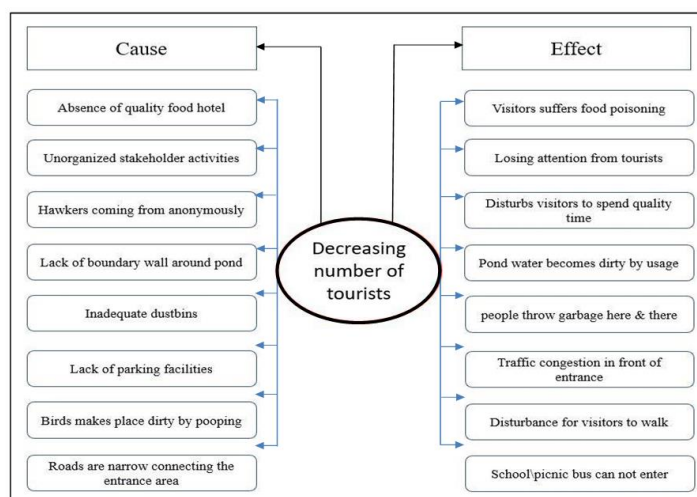 Cause
Effect
Absence of quality food hotel
Unorganized stakeholder activities
Hawkers coming from anonymously
Lack of boundary wall around pond
Inadequate dustbins
Lack of parking facilities
Birds makes place dirty by pooping
Roads are narrow connecting the
entrance area
Decreasing
number of
tourists
Visitors suffers food poisoning
Losing attention from tourists
Disturbs visitors to spend quality
time
Pond water becomes dirty by usage
people throw garbage here & there
Traffic congestion in front of
entrance
Disturbance for visitors to walk
School\picnic bus can not enter